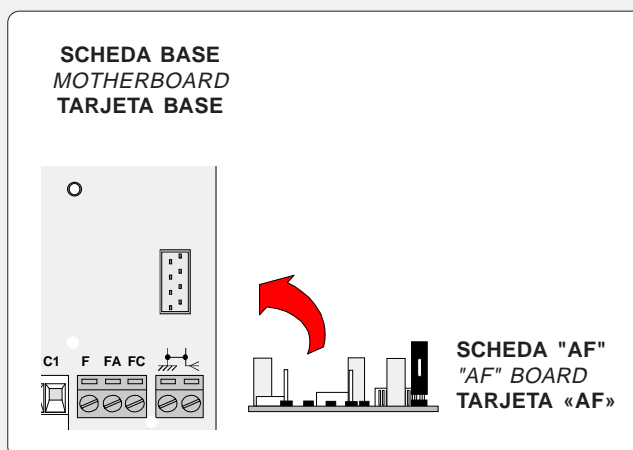 SCHEDA BASE
MOTHERBOARD
TARJETA BASE
C1 F FA FC
SCHEDA "AF"
"AF" BOARD
TARJETA «AF»